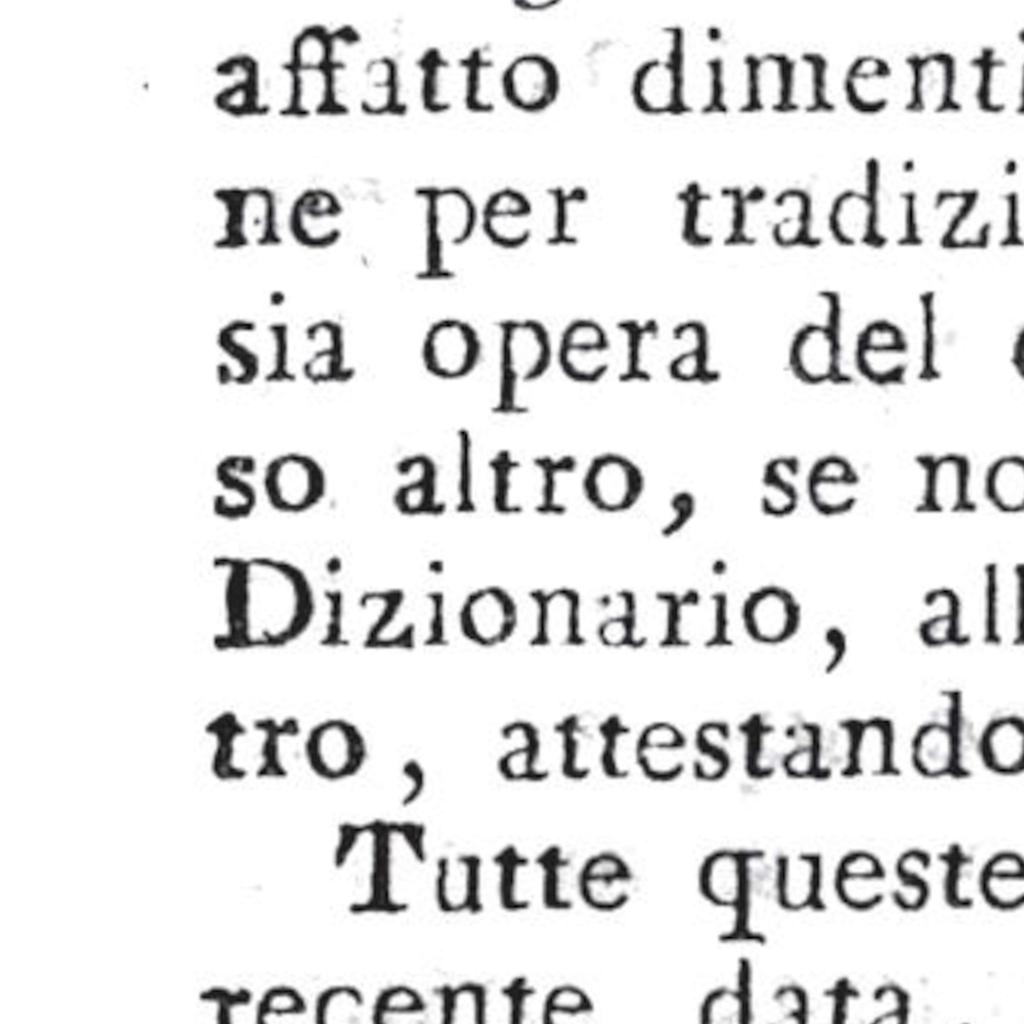 affatto dimenti
ne per tradizi
sia opera del
so altro, se no
Dizionario, all
tro, attestando
Tutte queste
recente data